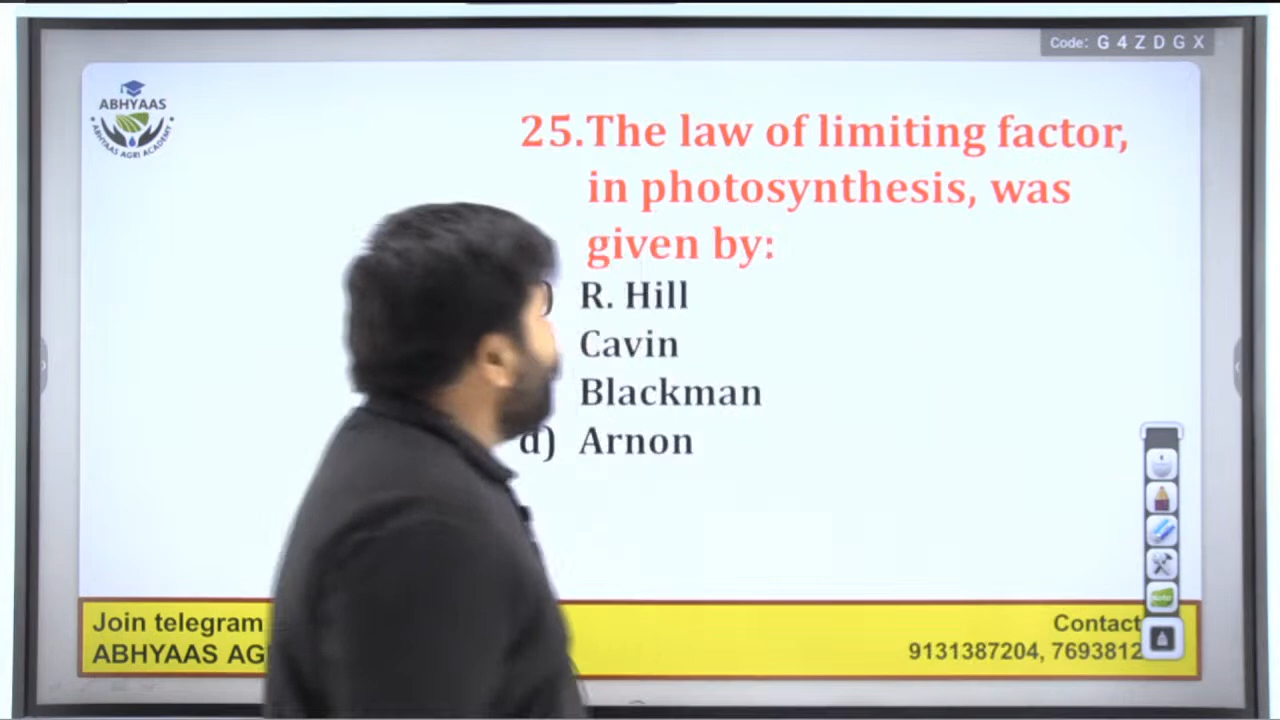 Code: G 4 Z D G X
ABHYAAS
ABHYAAS AGRI ACADEMY
25.The law of limiting factor,
in photosynthesis, was
given by:
) R. Hill
Cavin
Blackman
d) Arnon
Join telegram
ABHYAAS AG
Contact
9131387204, 7693812